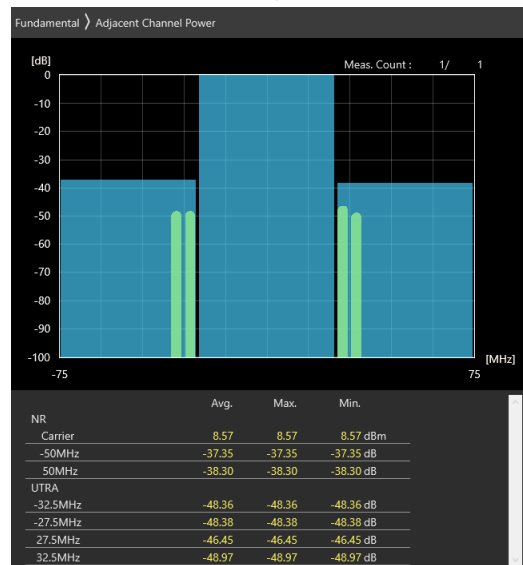 Fundamental 〉 Adjacent Channel Power
[dB]
Meas. Count : 1/ 1
0
-10
-20
-30
-40
-50
-60
-70
-80
-90
-100
[MHz]
-75 75
Avg. Max. Min.
NR
Carrier 8.57 8.57 8.57 dBm
-50MHz -37.35 -37.35 -37.35 dB
50MHz -38.30 -38.30 -38.30 dB
UTRA
-32.5MHz -48.36 -48.36 -48.36 dB
-27.5MHz -48.38 -48.38 -48.38 dB
27.5MHz -46.45 -46.45 -46.45 dB
32.5MHz -48.97 -48.97 -48.97 dB